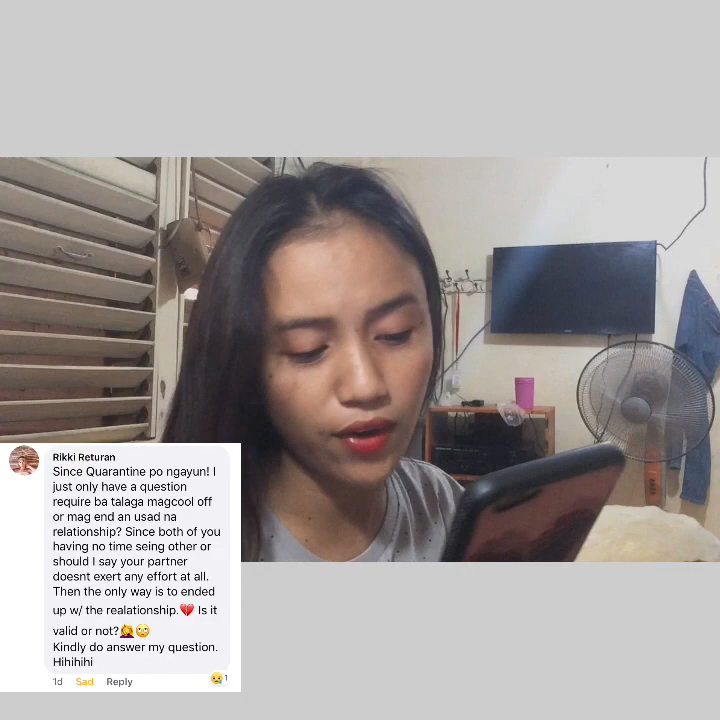 Rikki Returan
Since Quarantine po ngayun! I
just only have a question
require ba talaga magcool off
or mag end an usad na
relationship? Since both of you
having no time seing other or
should I say your partner
doesnt exert any effort at all.
Then the only way is to ended
up w/ the realationship.💔 Is it
valid or not?🤦‍♀️🙄
Kindly do answer my question.
Hihihihi
1d Sad Reply 😢1